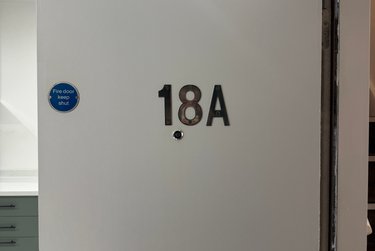 Fire door
keep
shut
18A